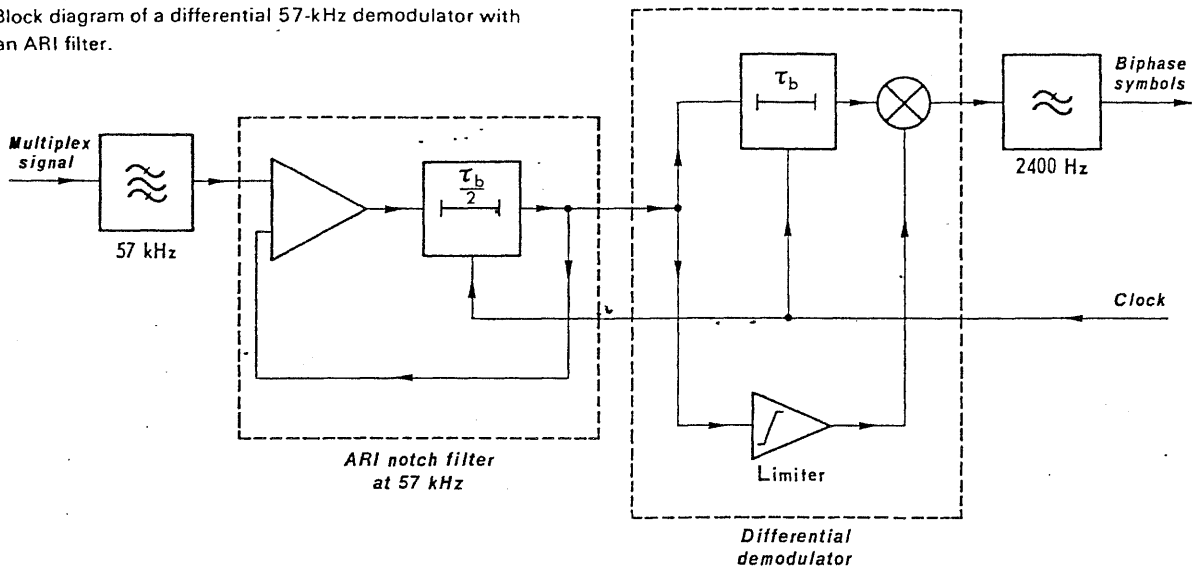 Block diagram of a differential 57-kHz demodulator with
an ARI filter.
Multiplex
signal
57 kHz
τb
2
ARI notch filter
at 57 kHz
τb
Limiter
Differential
demodulator
2400 Hz
Biphase
symbols
Clock